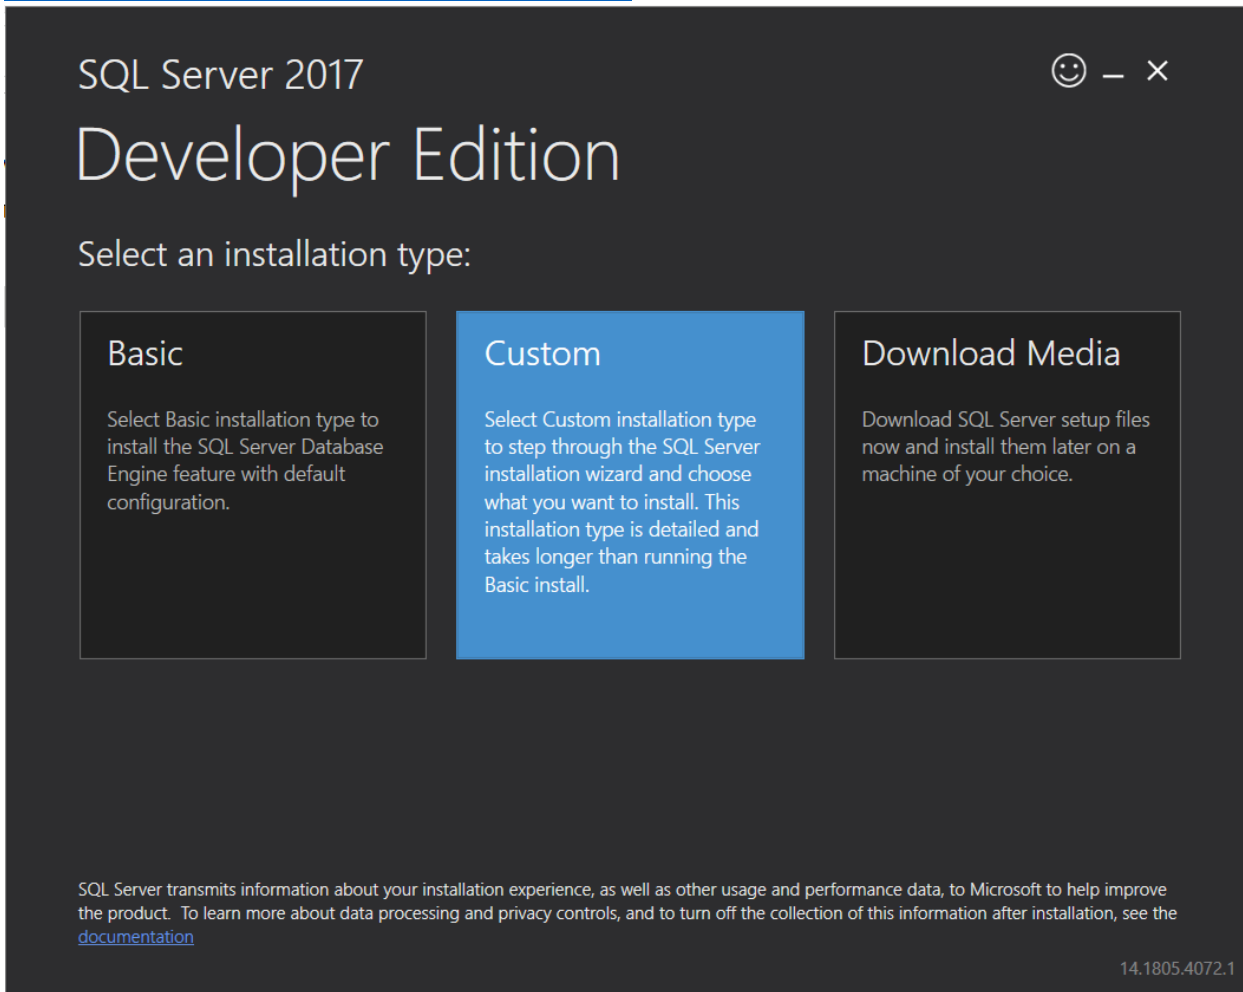 SQL Server 2017
Developer Edition
Select an installation type:
Basic
Select Basic installation type to
install the SQL Server Database
Engine feature with default
configuration.
Custom
Select Custom installation type
to step through the SQL Server
installation wizard and choose
what you want to install. This
installation type is detailed and
takes longer than running the
Basic install.
Download Media
Download SQL Server setup files
now and install them later on a
machine of your choice.
SQL Server transmits information about your installation experience, as well as other usage and performance data, to Microsoft to help improve
the product.  To learn more about data processing and privacy controls, and to turn off the collection of this information after installation, see the
documentation
14.1805.4072.1